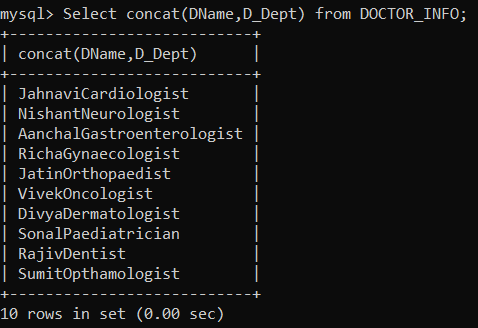 mysql> Select concat(DName,D_Dept) from DOCTOR_INFO;
+---------------------------+
| concat(DName,D_Dept)      |
+---------------------------+
| JahnaviCardiologist       |
| NishantNeurologist        |
| AanchalGastroenterologist |
| RichaGynaecologist        |
| JatinOrthopaedist         |
| VivekOncologist           |
| DivyaDermatologist        |
| SonalPaediatrician        |
| RajivDentist              |
| SumitOpthamologist        |
+---------------------------+
10 rows in set (0.00 sec)